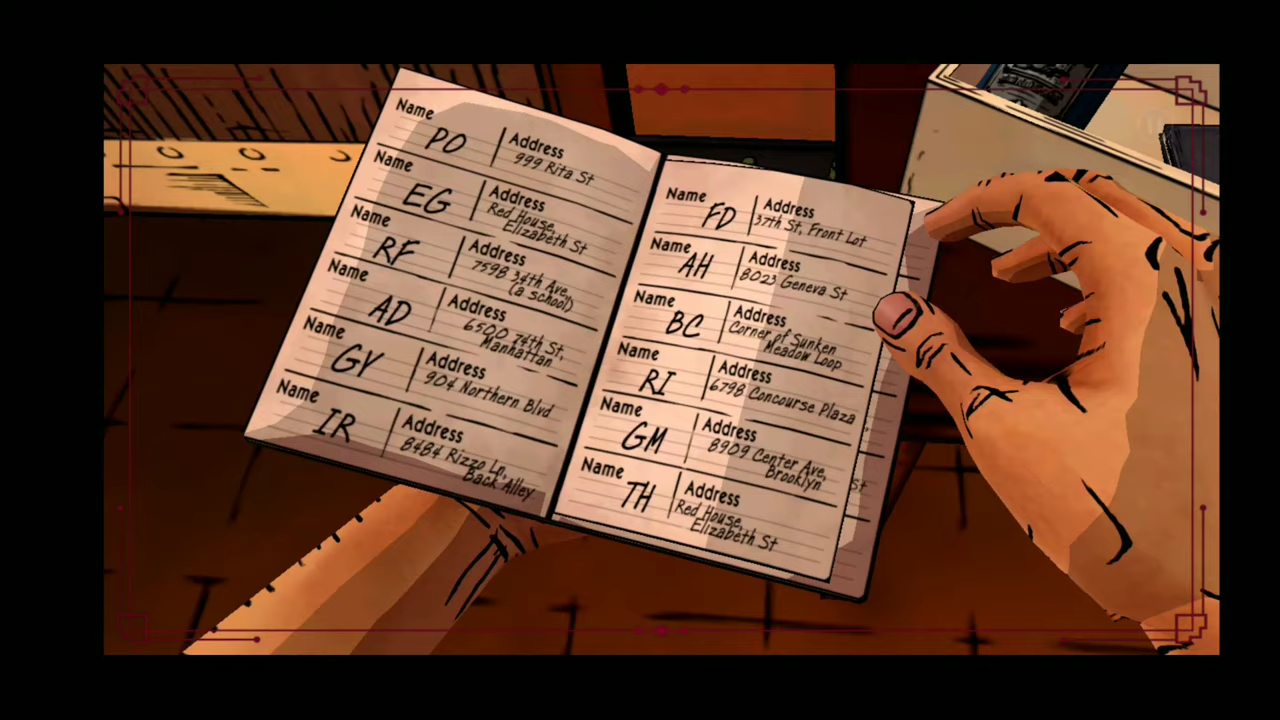 Name
PO
Address
999 Rita St
Name
EG
Address
Red House,
Elizabeth St
Name
RF
Address
7598 34th Ave,
(a school)
Name
AD
Address
6500 74th St,
Manhattan
Name
GY
Address
904 Northern Blvd
Name
IR
Address
8484 Rizzo Ln,
Back Alley
Name
FD
Address
37th St, Front Lot
Name
AH
Address
8023 Geneva St
Name
BC
Address
Corner of Sunken
Meadow Loop
Name
RI
Address
6798 Concourse Plaza
Name
GM
Address
8909 Center Ave,
Brooklyn
Name
TH
Address
Red House,
Elizabeth St
St